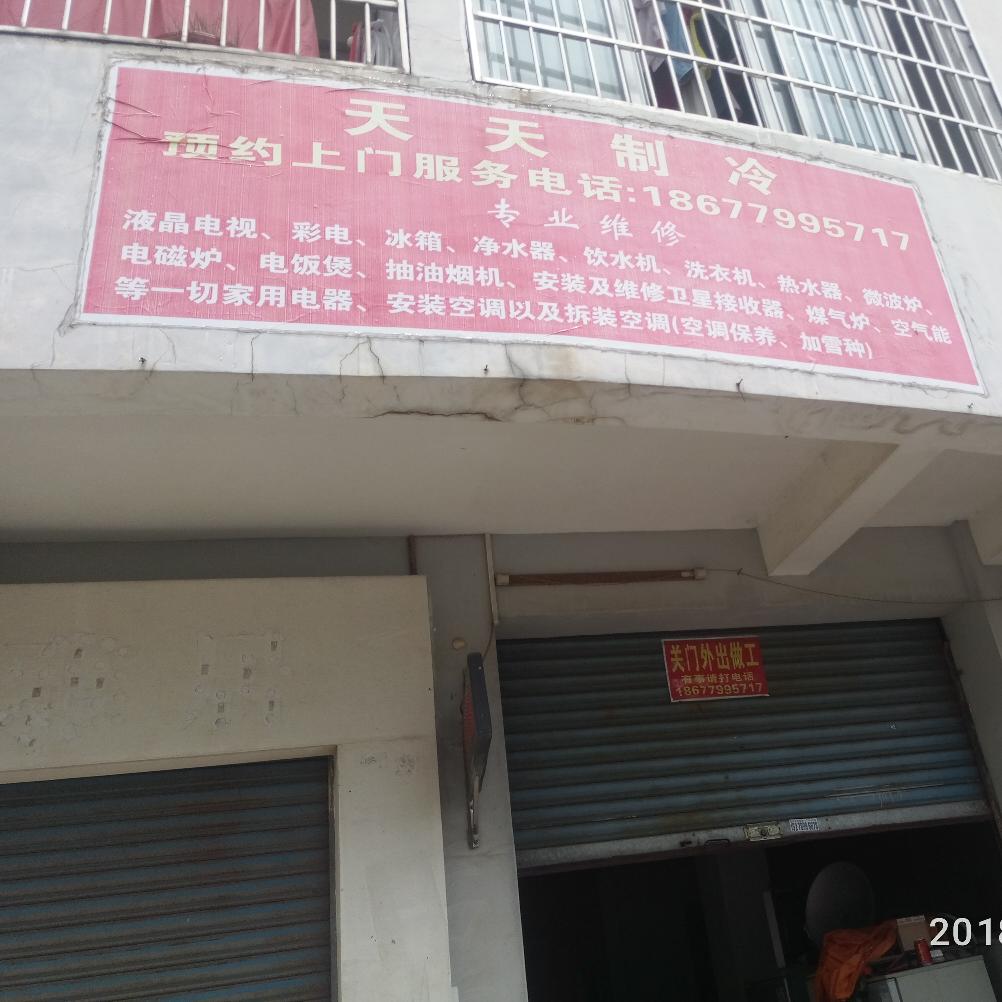 天天制冷
预约上门服务电话:18677995717
专业维修
液晶电视、彩电、冰箱、净水器、饮水机、洗衣机、热水器、微波炉、
电磁炉、电饭煲、抽油烟机、安装及维修卫星接收器、煤气炉、空气能
等一切家用电器、安装空调以及拆装空调(空调保养、加雪种)
关门外出做工
有事请打电话
18677995717
2018